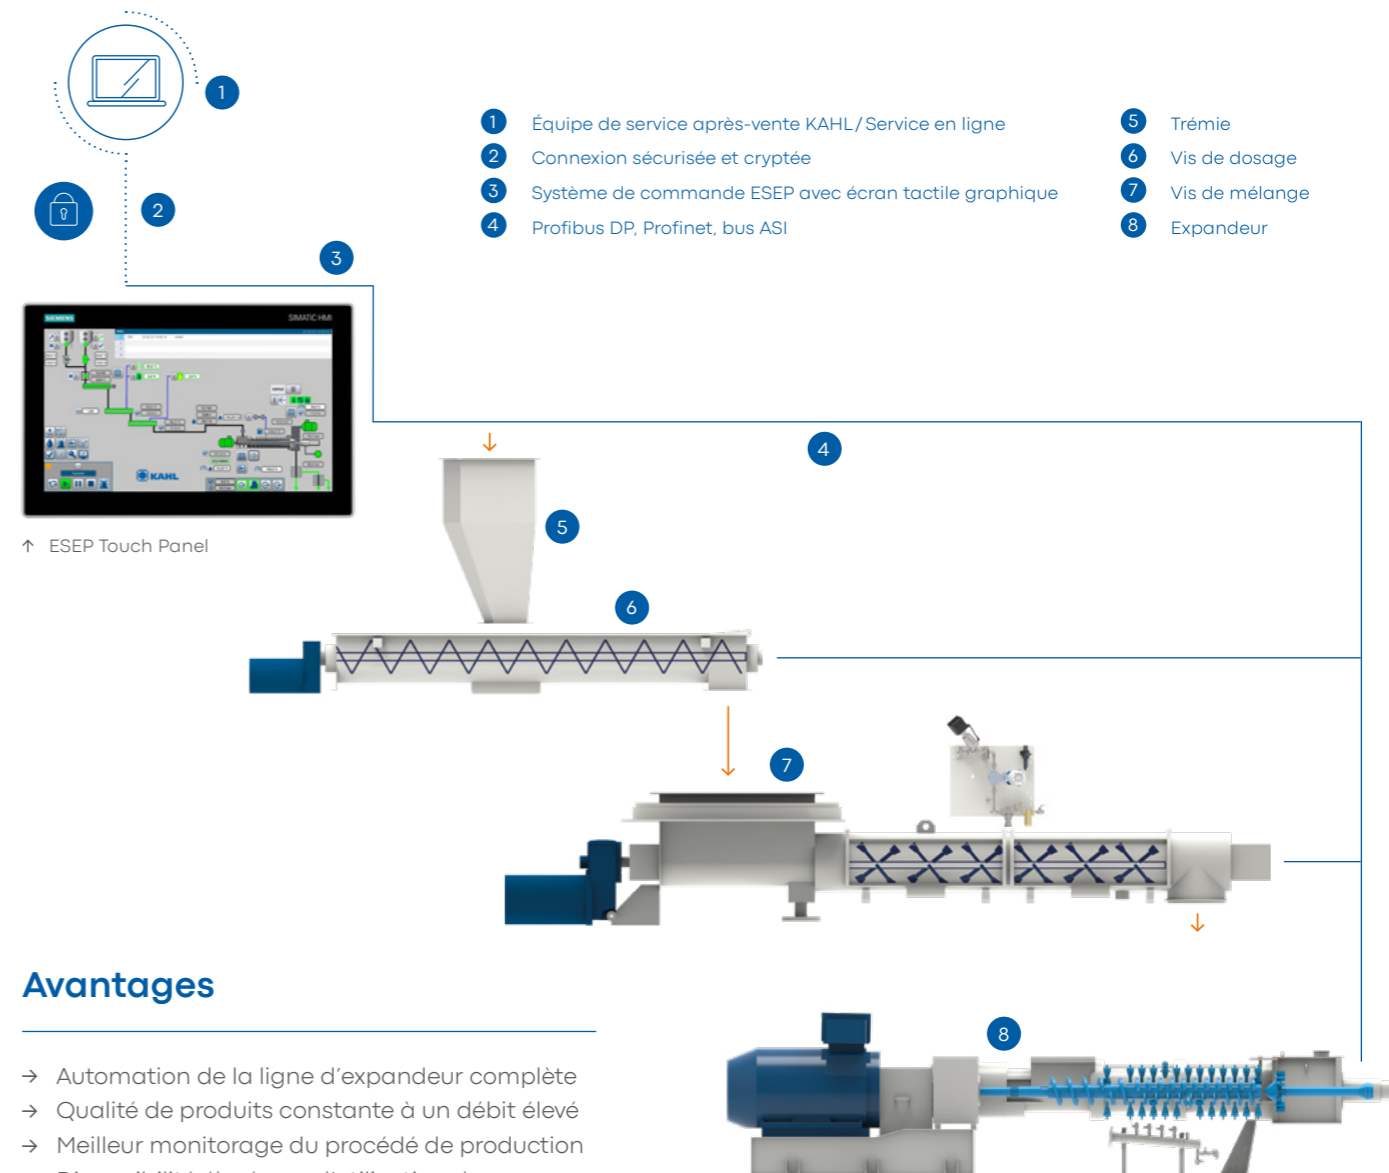 1
1 Équipe de service après-vente KAHL/Service en ligne
2 Connexion sécurisée et cryptée
3 Système de commande ESEP avec écran tactile graphique
4 Profibus DP, Profinet, bus ASI
5 Trémie
6 Vis de dosage
7 Vis de mélange
8 Expandeur
2
3
SIEMENS
SIMATIC HMI
KAHL
4
↑ ESEP Touch Panel
5
6
7
Avantages
8
→ Automation de la ligne d’expandeur complète
→ Qualité de produits constante à un débit élevé
→ Meilleur monitorage du procédé de production